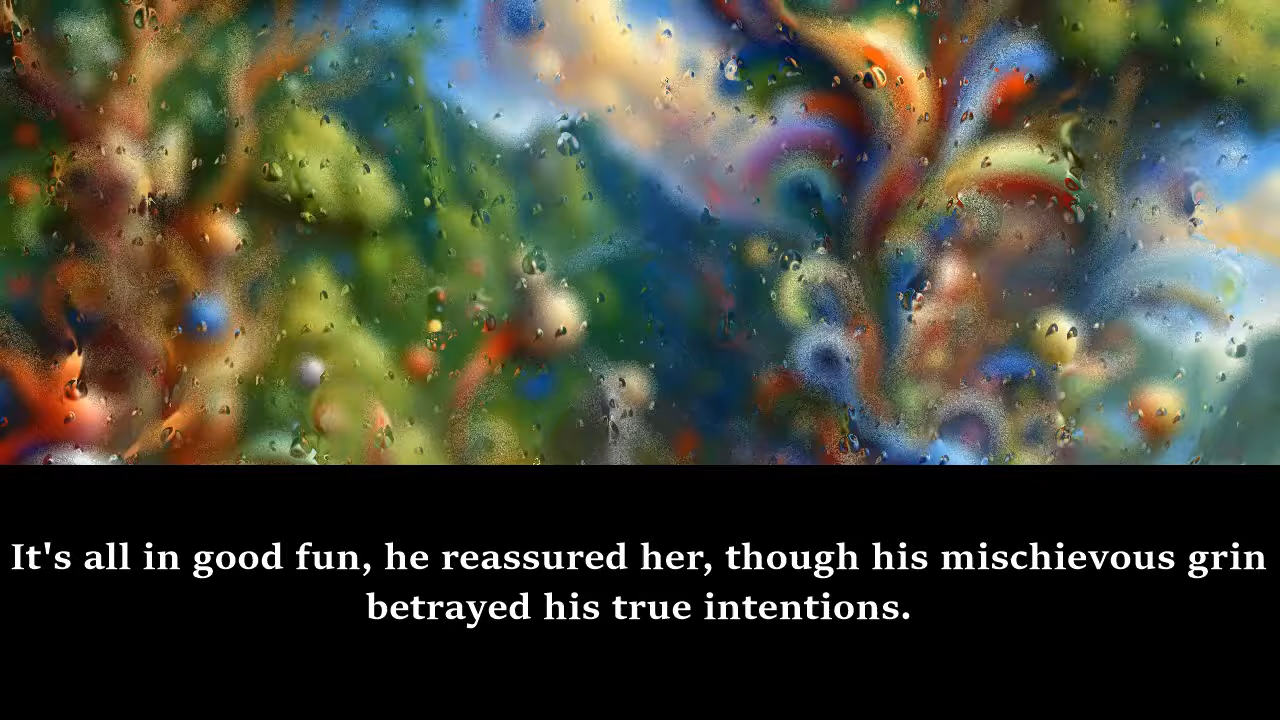 It's all in good fun, he reassured her, though his mischievous grin
betrayed his true intentions.